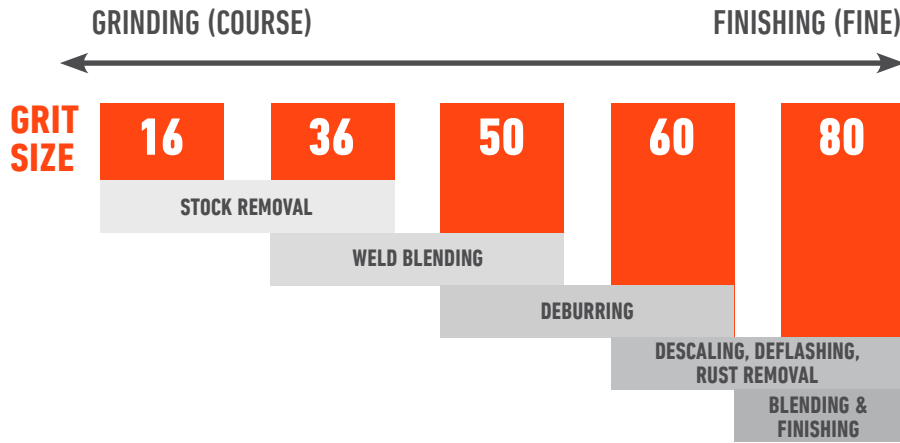 GRINDING (COURSE)
FINISHING (FINE)
GRIT
SIZE
16
36
50
60
80
STOCK REMOVAL
WELD BLENDING
DEBURRING
DESCALING, DEFLASHING,
RUST REMOVAL
BLENDING &
FINISHING